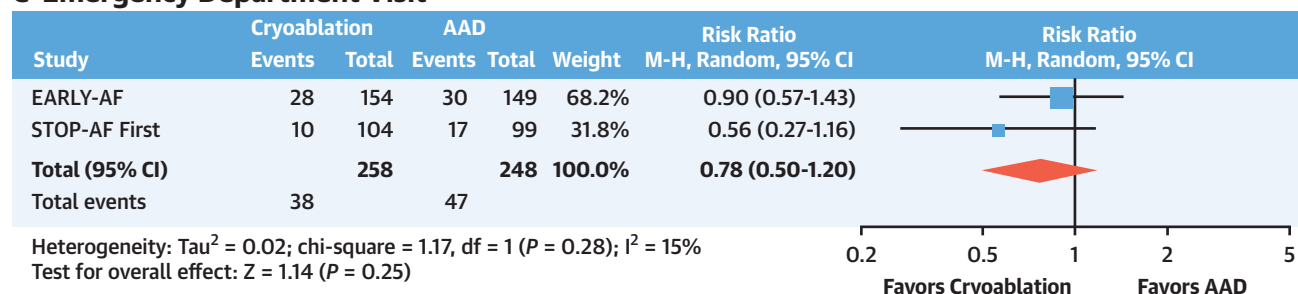 Cryoablation AAD Risk Ratio Risk Ratio
Study Events Total Events Total Weight M-H, Random, 95% CI M-H, Random, 95% CI
EARLY-AF 28 154 30 149 68.2% 0.90 (0.57-1.43)
STOP-AF First 10 104 17 99 31.8% 0.56 (0.27-1.16)
Total (95% CI) 258 248 100.0% 0.78 (0.50-1.20)
Total events 38 47
Heterogeneity: Tau² = 0.02; chi-square = 1.17, df = 1 (P = 0.28); I² = 15%
Test for overall effect: Z = 1.14 (P = 0.25)
0.2 0.5 1 2 5
Favors Cryoablation Favors AAD